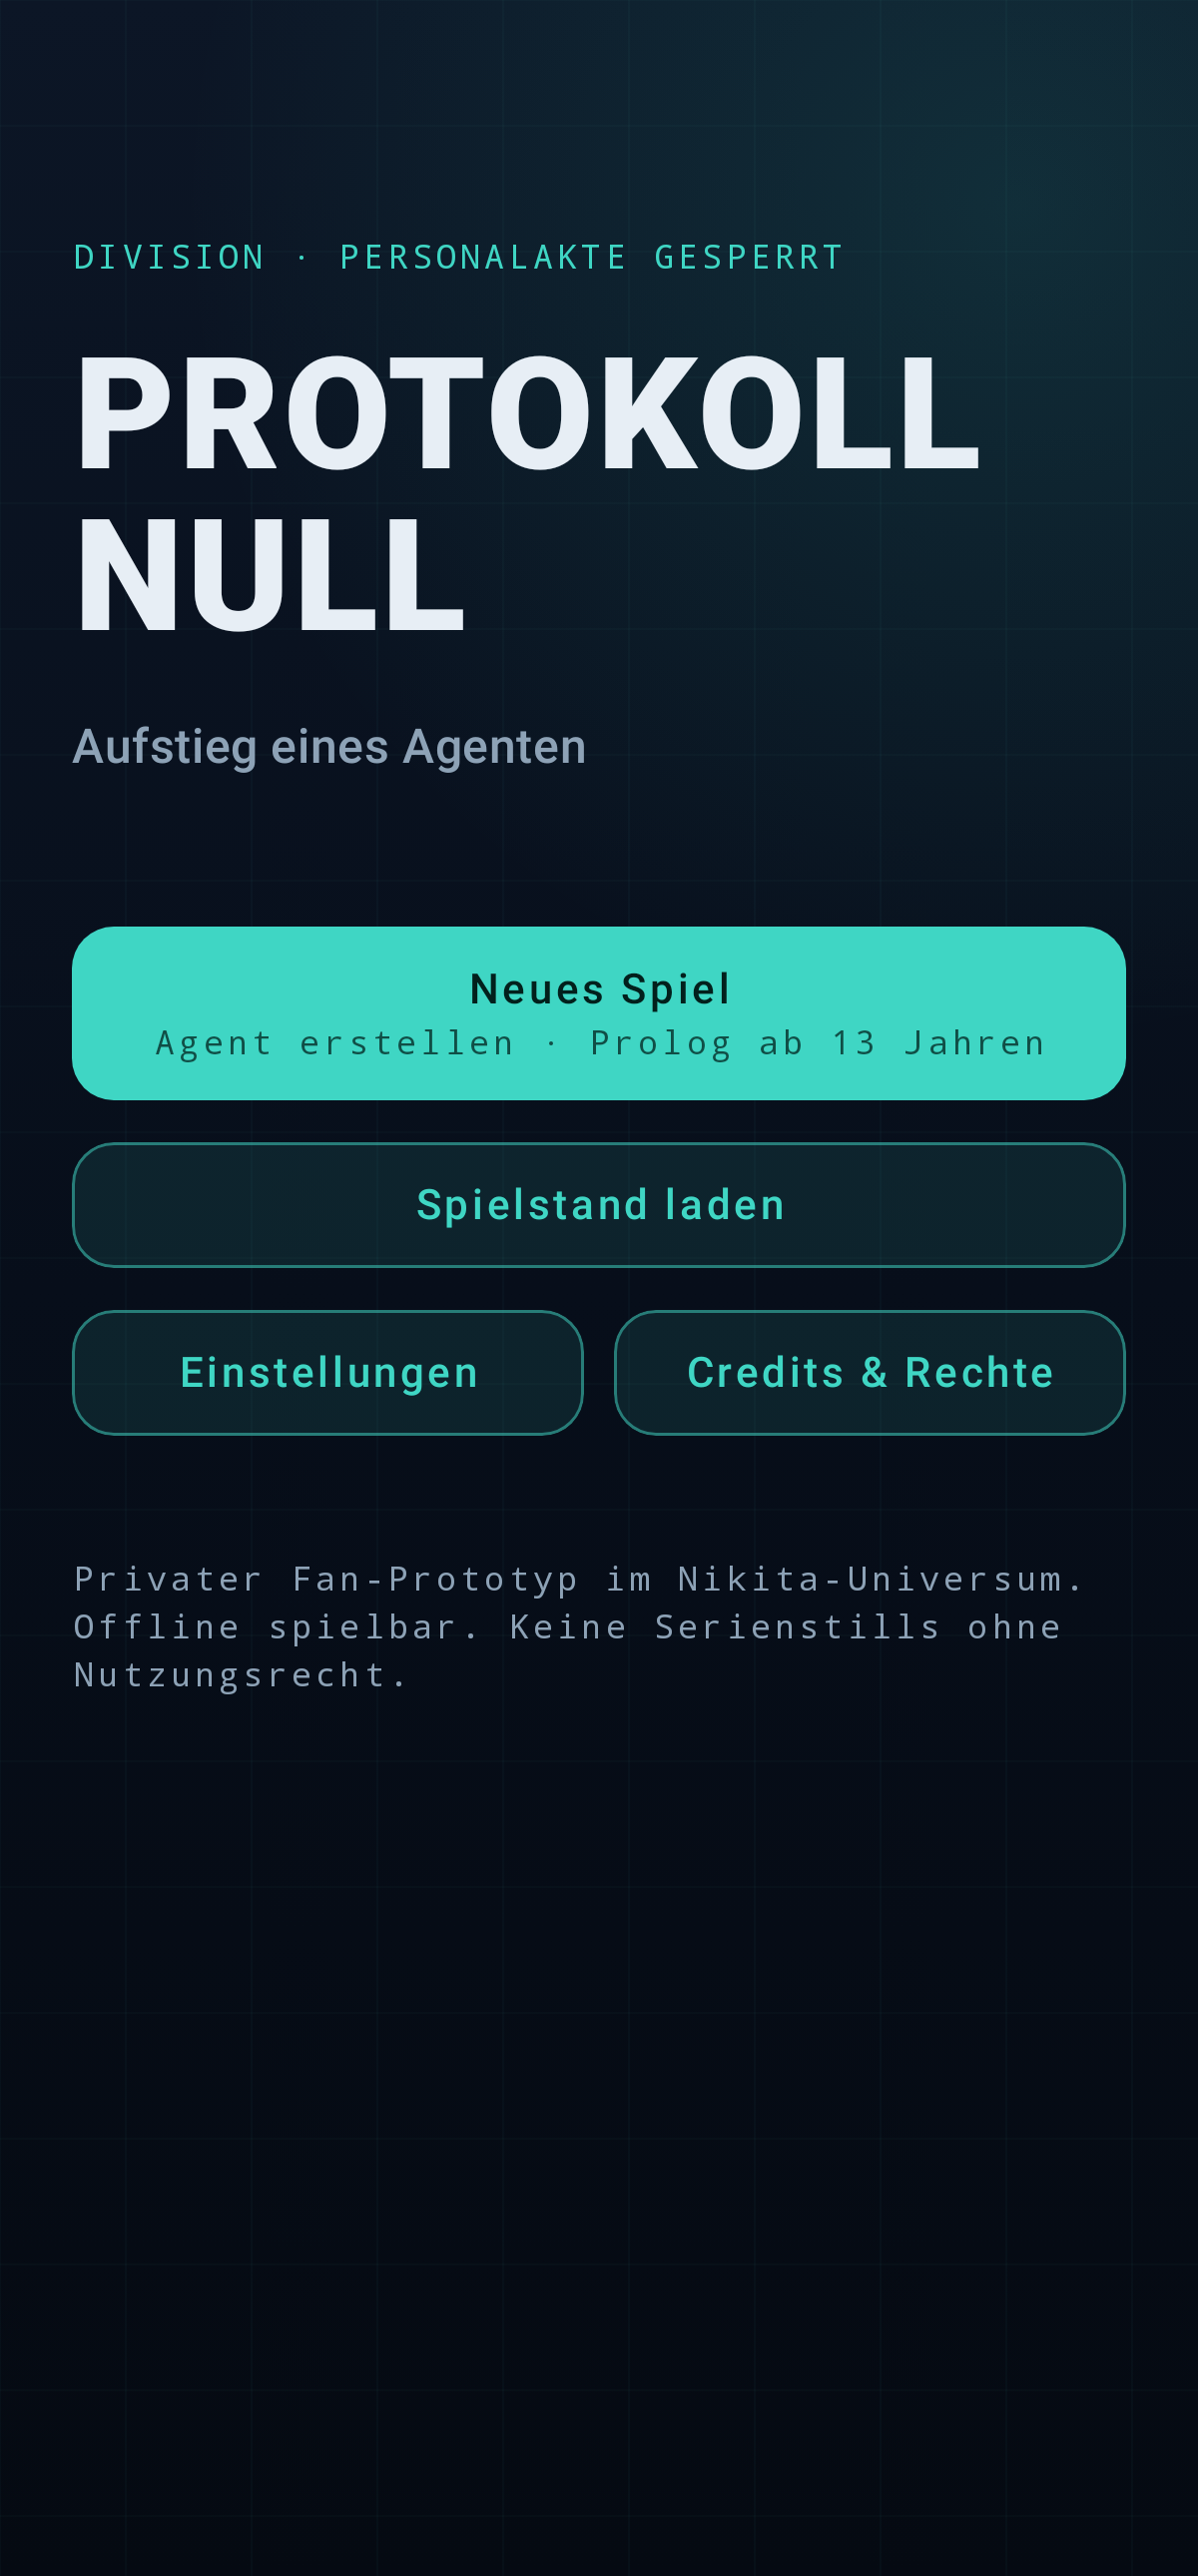 DIVISION · PERSONALAKTE GESPERRT
PROTOKOLL
NULL
Aufstieg eines Agenten
Neues Spiel
Agent erstellen · Prolog ab 13 Jahren
Spielstand laden
Einstellungen
Credits & Rechte
Privater Fan-Prototyp im Nikita-Universum.
Offline spielbar. Keine Serienstills ohne
Nutzungsrecht.